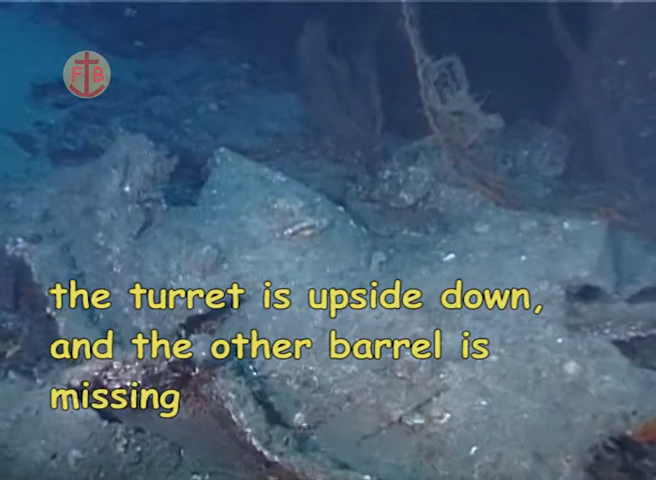 F B
the turret is upside down,
and the other barrel is
missing